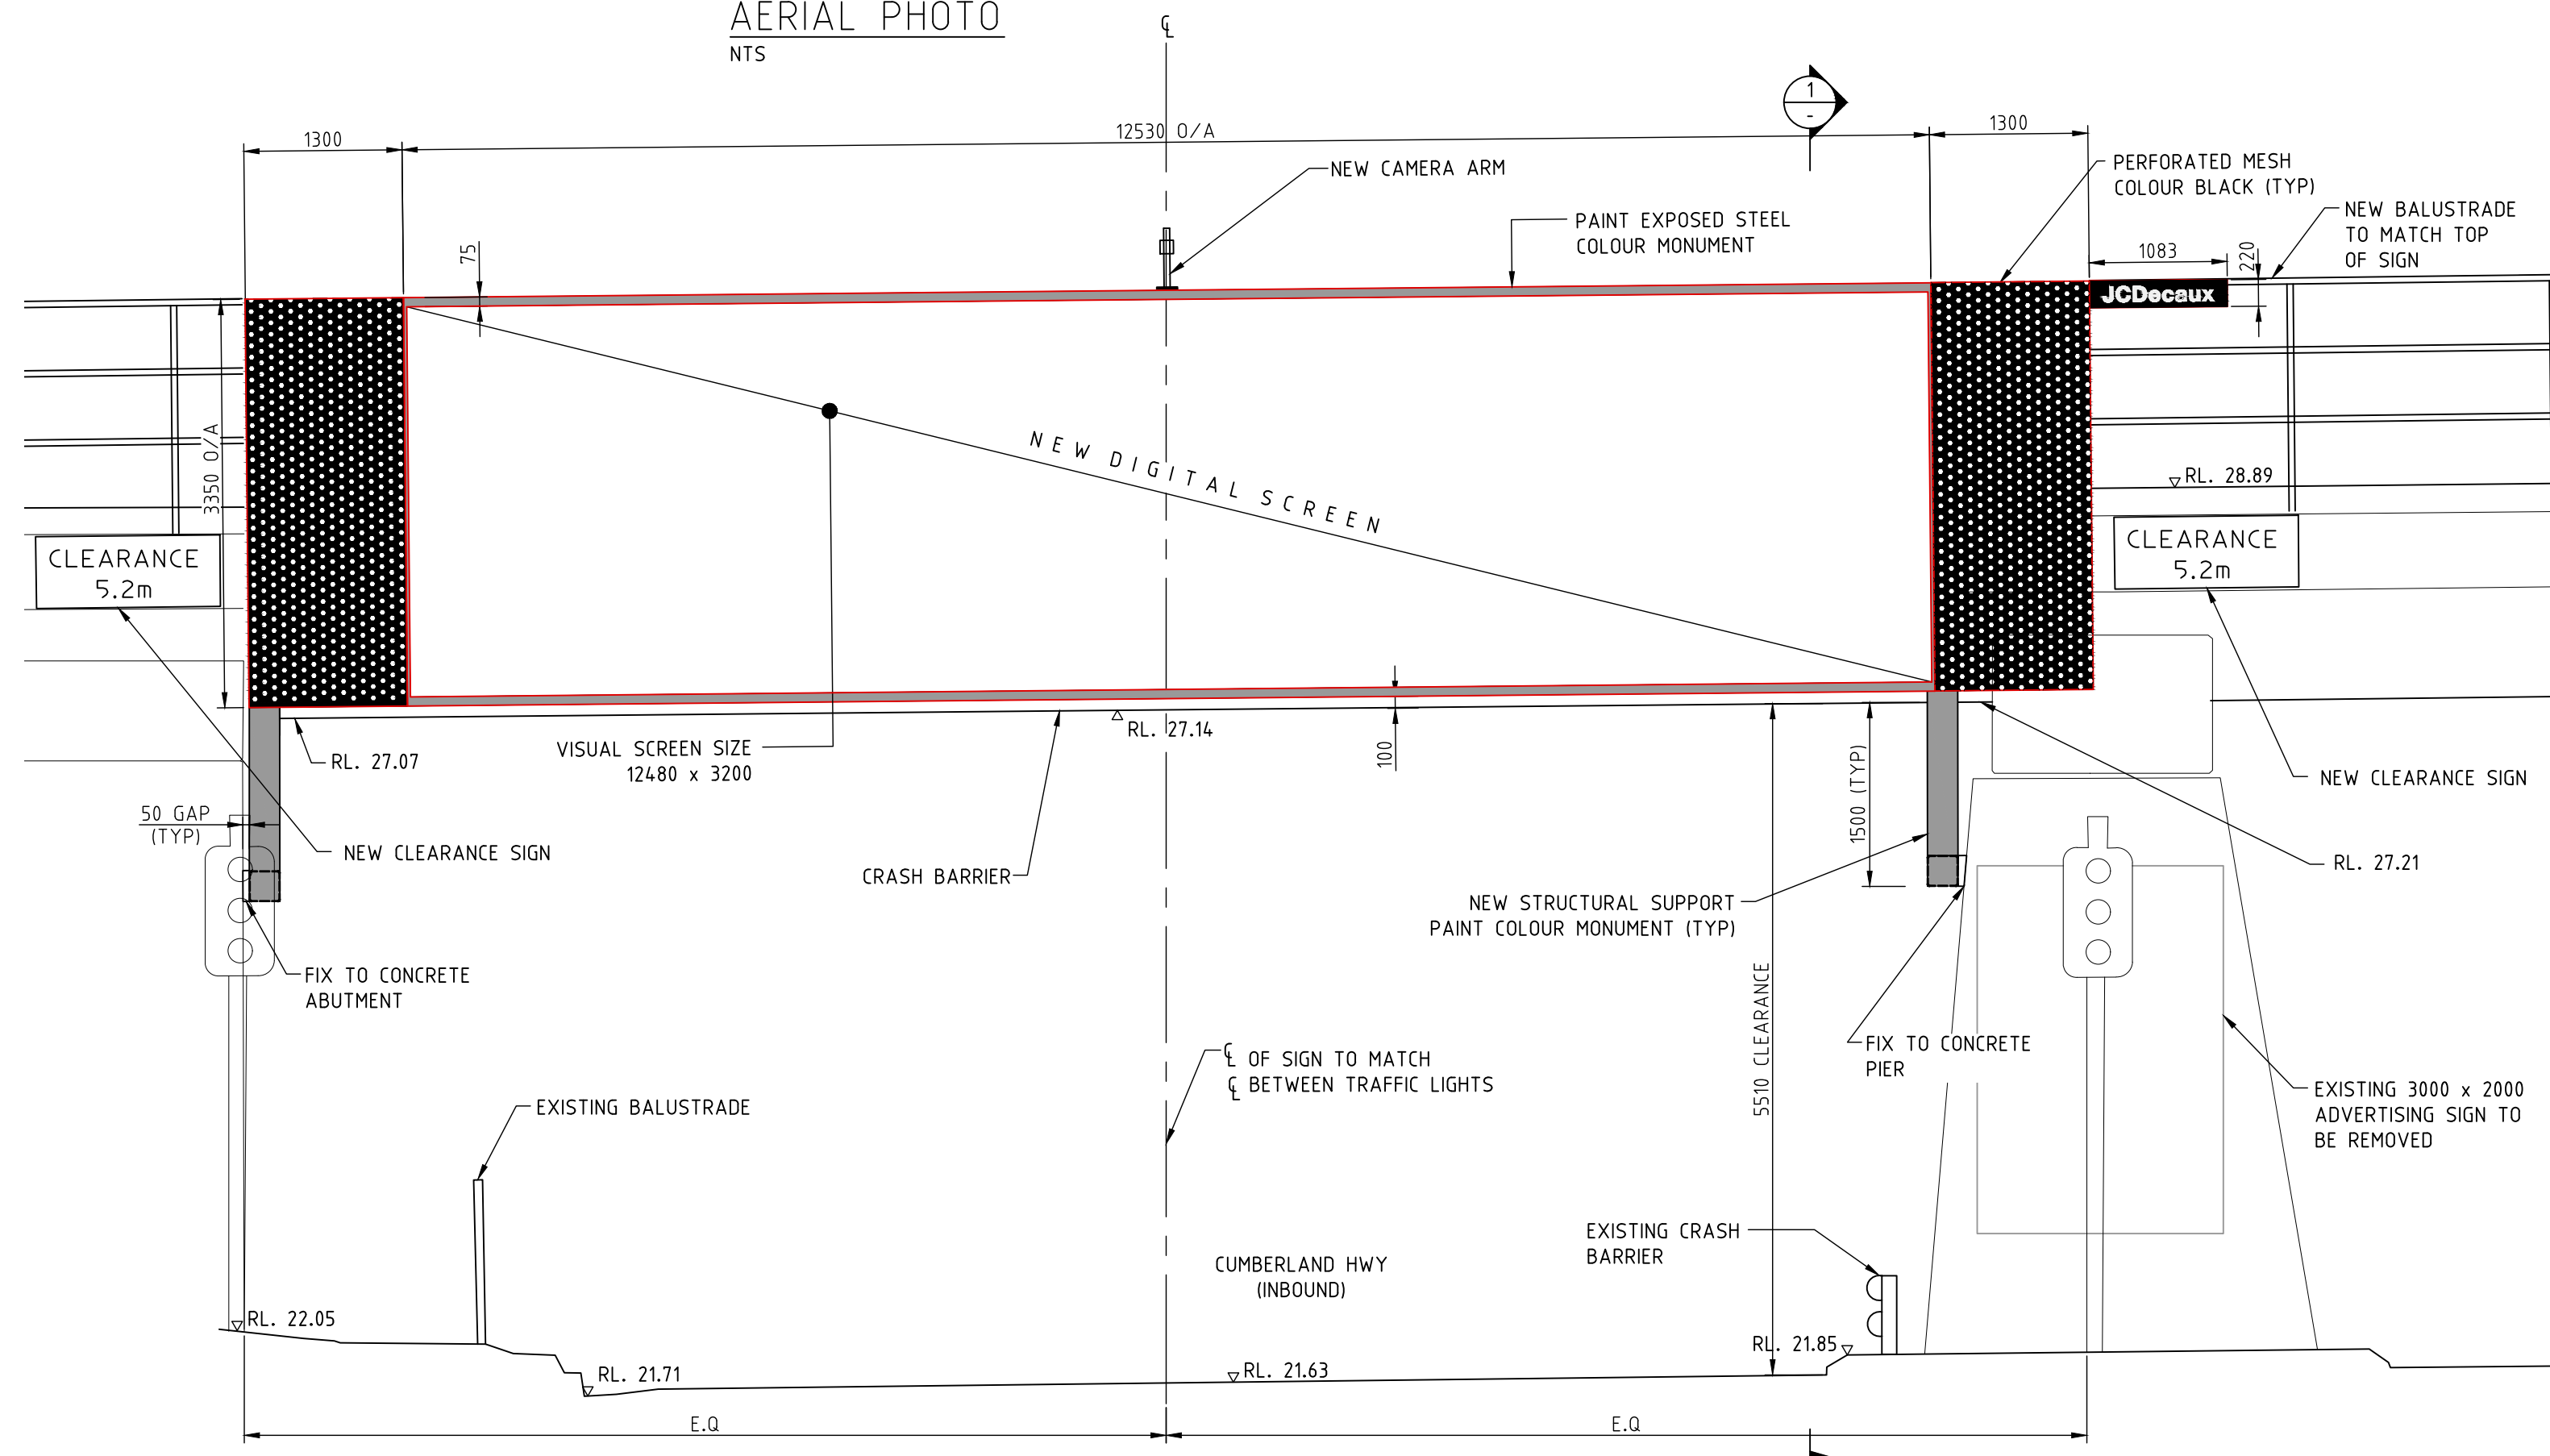 AERIAL PHOTO
NTS
℄
1
-
1300
12530 O/A
1300
NEW CAMERA ARM
PERFORATED MESH
COLOUR BLACK (TYP)
PAINT EXPOSED STEEL
COLOUR MONUMENT
NEW BALUSTRADE
TO MATCH TOP
OF SIGN
75
1083
220
JCDecaux
3350 O/A
NEW DIGITAL SCREEN
RL. 28.89
CLEARANCE
5.2m
CLEARANCE
5.2m
RL. 27.14
RL. 27.07
VISUAL SCREEN SIZE
12480 x 3200
100
1500 (TYP)
NEW CLEARANCE SIGN
50 GAP
(TYP)
NEW CLEARANCE SIGN
CRASH BARRIER
RL. 27.21
NEW STRUCTURAL SUPPORT
PAINT COLOUR MONUMENT (TYP)
FIX TO CONCRETE
ABUTMENT
5510 CLEARANCE
FIX TO CONCRETE
PIER
℄ OF SIGN TO MATCH
℄ BETWEEN TRAFFIC LIGHTS
EXISTING 3000 x 2000
ADVERTISING SIGN TO
BE REMOVED
EXISTING BALUSTRADE
EXISTING CRASH
BARRIER
CUMBERLAND HWY
(INBOUND)
RL. 22.05
RL. 21.85
RL. 21.71
RL. 21.63
E.Q
E.Q